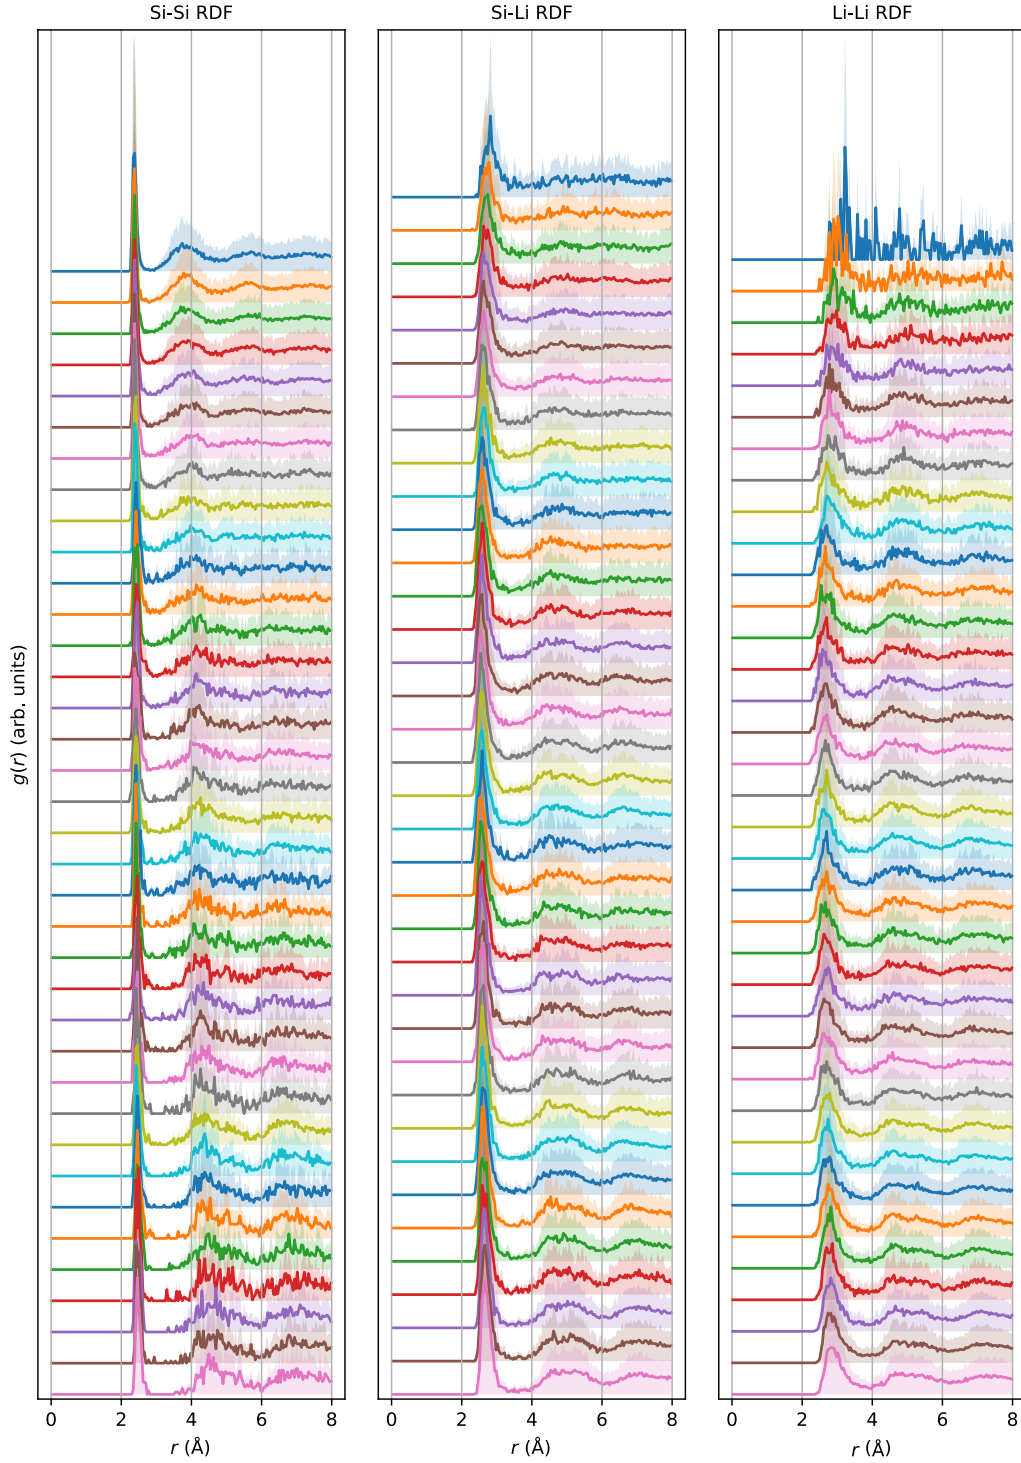 Si-Si RDF
Si-Li RDF
Li-Li RDF
g(r) (arb. units)
0 2 4 6 8
0 2 4 6 8
0 2 4 6 8
r (Å)
r (Å)
r (Å)